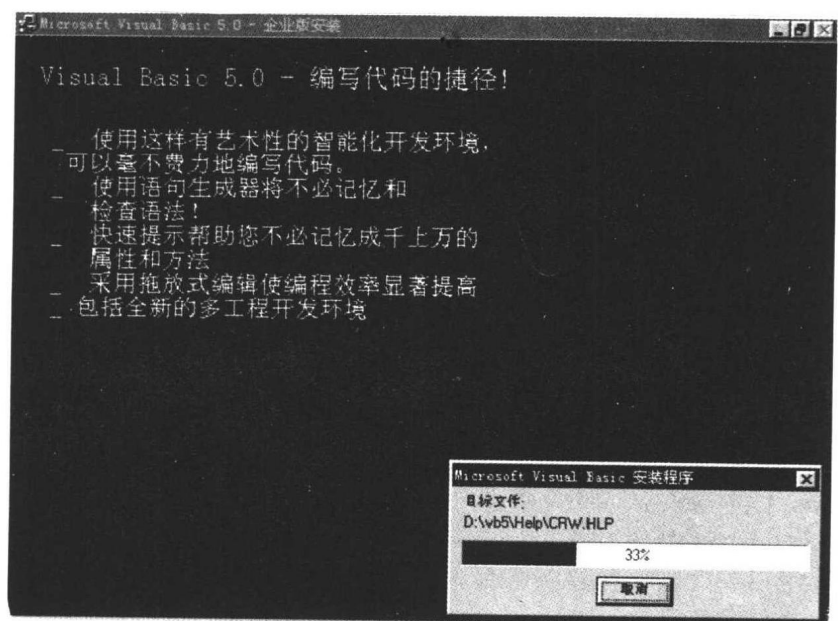 Microsoft Visual Basic 5.0 - 企业版安装
Visual Basic 5.0 - 编写代码的捷径!
_ 使用这样有艺术性的智能化开发环境,
可以毫不费力地编写代码。
_ 使用语句生成器将不必记忆和
检查语法!
_ 快速提示帮助您不必记忆成千上万的
属性和方法
_ 采用拖放式编辑使编程效率显著提高
_ 包括全新的多工程开发环境
Microsoft Visual Basic 安装程序
目标文件:
D:\vb5\Help\CRW.HLP
33%
取消